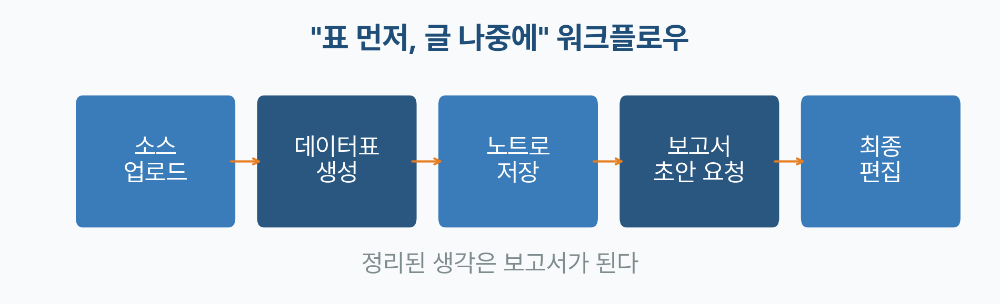 "표 먼저, 글 나중에" 워크플로우
소스
업로드
데이터표
생성
노트로
저장
보고서
초안 요청
최종
편집
정리된 생각은 보고서가 된다